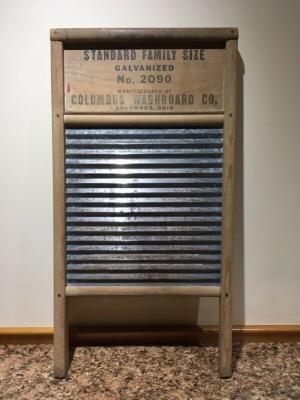 STANDARD FAMILY SIZE
GALVANIZED
No. 2090
MANUFACTURED BY
COLUMBUS WASHBOARD CO.
COLUMBUS, OHIO